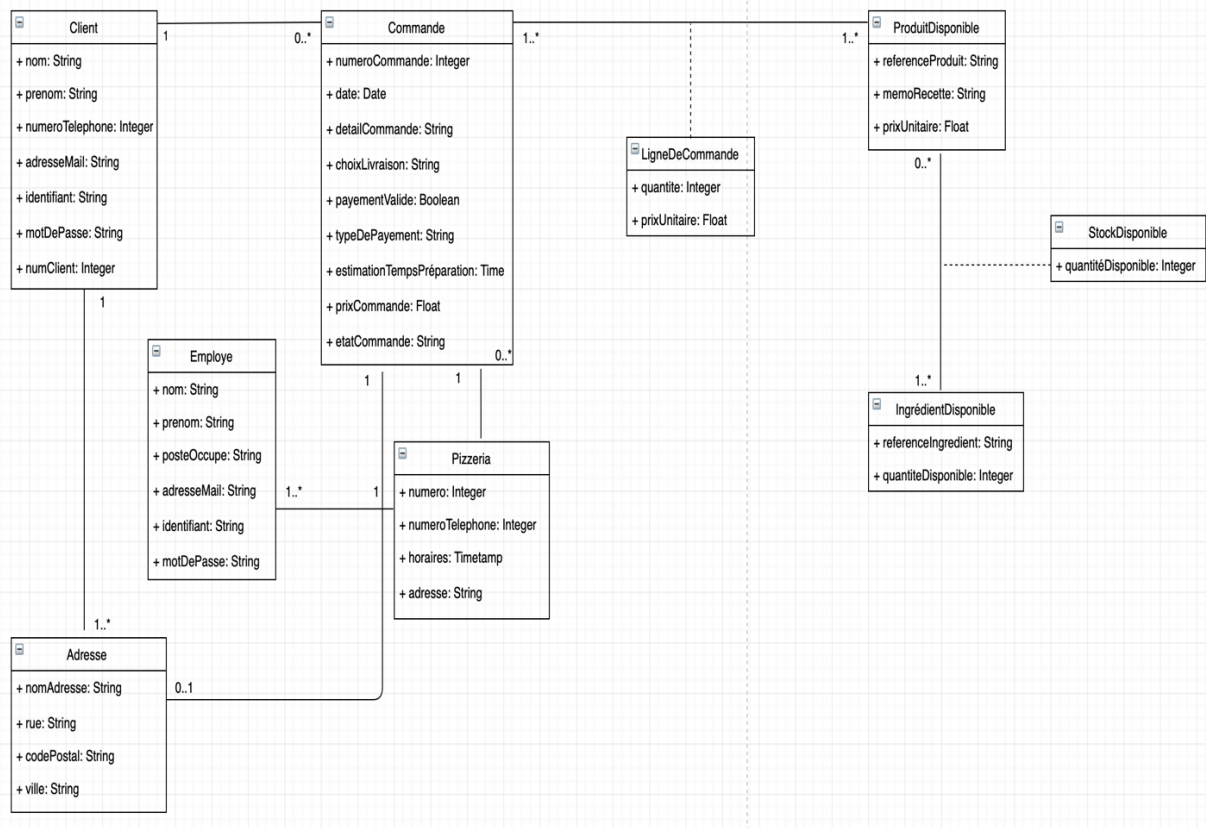 Client
+ nom: String
+ prenom: String
+ numeroTelephone: Integer
+ adresseMail: String
+ identifiant: String
+ motDePasse: String
+ numClient: Integer
1
0..*
Commande
+ numeroCommande: Integer
+ date: Date
+ detailCommande: String
+ choixLivraison: String
+ payementValide: Boolean
+ typeDePayement: String
+ estimationTempsPréparation: Time
+ prixCommande: Float
+ etatCommande: String
0..*
1..*
1..*
LigneDeCommande
+ quantite: Integer
+ prixUnitaire: Float
ProduitDisponible
+ referenceProduit: String
+ memoRecette: String
+ prixUnitaire: Float
0..*
StockDisponible
+ quantitéDisponible: Integer
1..*
IngrédientDisponible
+ referenceIngredient: String
+ quantiteDisponible: Integer
1
1
1
Employe
+ nom: String
+ prenom: String
+ posteOccupe: String
+ adresseMail: String
+ identifiant: String
+ motDePasse: String
1..*
1
Pizzeria
+ numero: Integer
+ numeroTelephone: Integer
+ horaires: Timetamp
+ adresse: String
1..*
Adresse
+ nomAdresse: String
+ rue: String
+ codePostal: String
+ ville: String
0..1